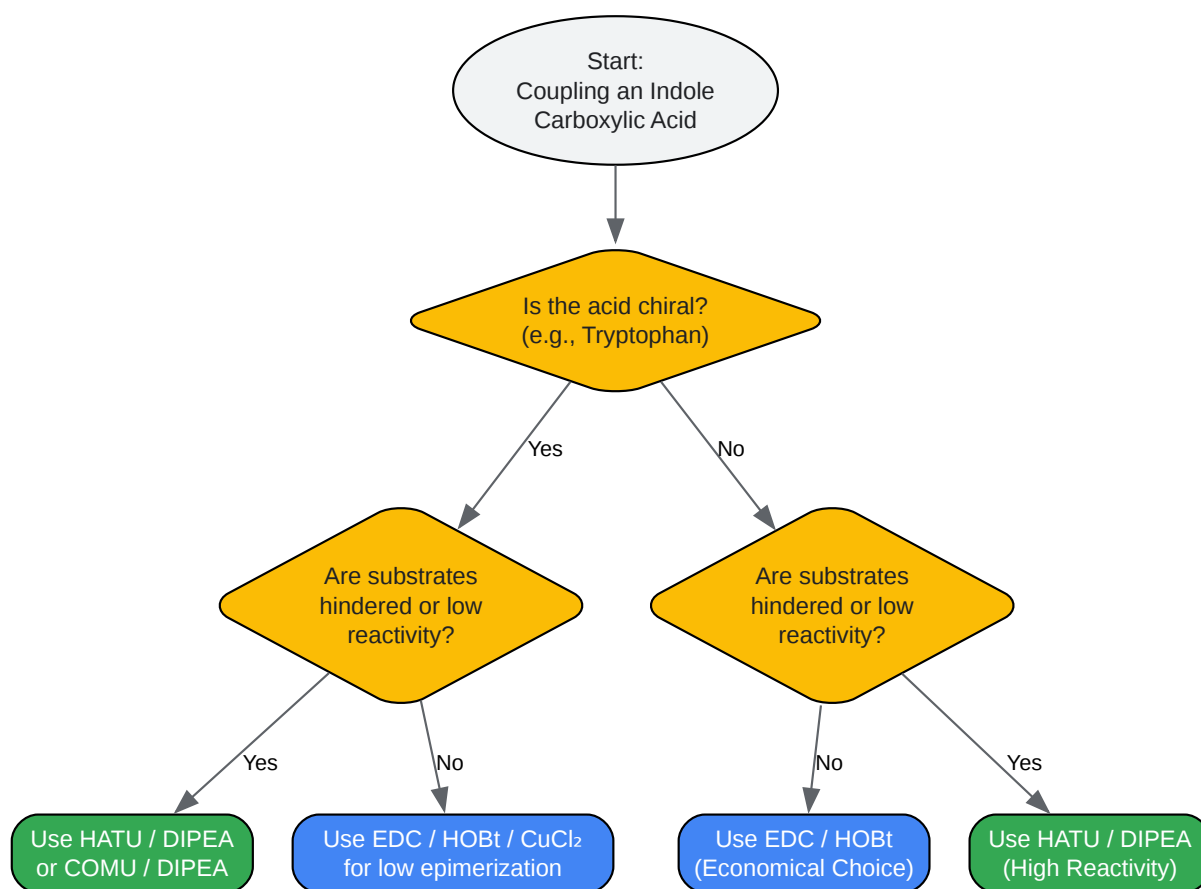 Start:
Coupling an Indole
Carboxylic Acid
Is the acid chiral?
(e.g., Tryptophan)
Yes
No
Are substrates
hindered or low
reactivity?
Are substrates
hindered or low
reactivity?
Yes
No
No
Yes
Use HATU / DIPEA
or COMU / DIPEA
Use EDC / HOBt / CuCl₂
for low epimerization
Use EDC / HOBt
(Economical Choice)
Use HATU / DIPEA
(High Reactivity)